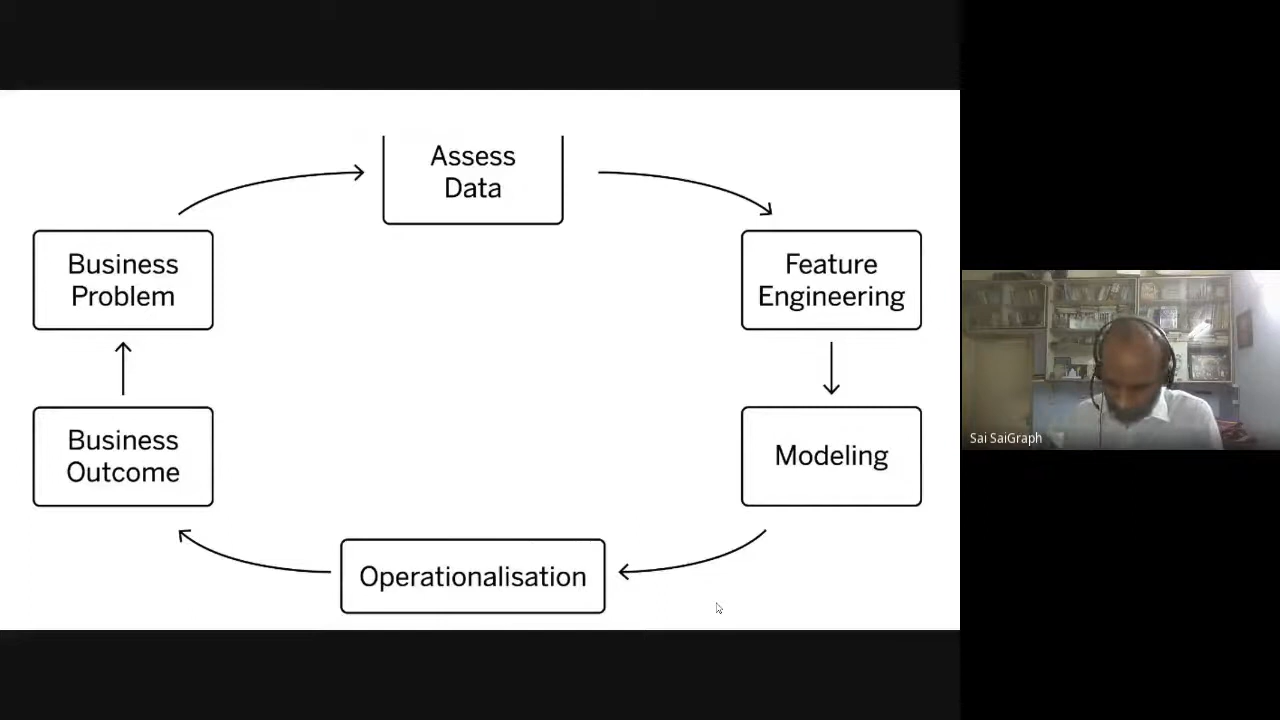 Assess
Data
Business
Problem
Feature
Engineering
Business
Outcome
Modeling
Operationalisation
Sai SaiGraph